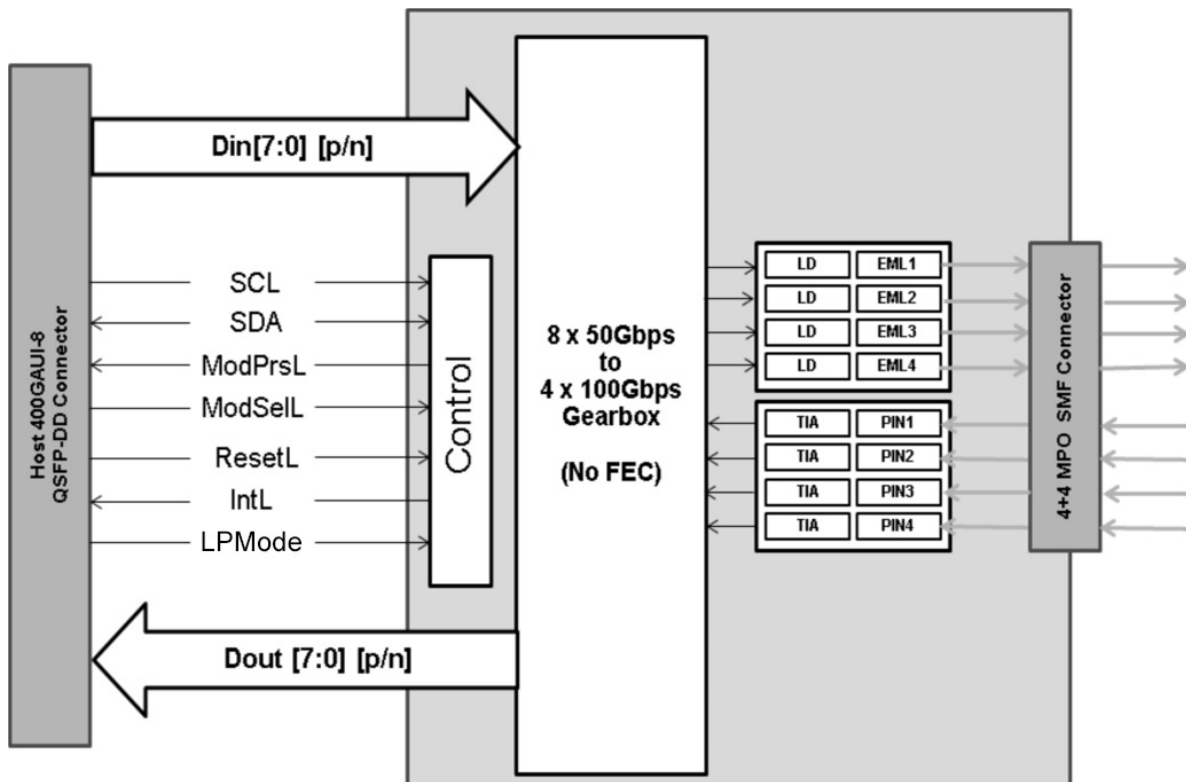 Host 400GAUI-8
QSFP-DD Connector
Din[7:0] [p/n]
SCL
SDA
ModPrsL
ModSelL
ResetL
IntL
LPMode
Control
Dout [7:0] [p/n]
8 x 50Gbps
to
4 x 100Gbps
Gearbox
(No FEC)
LD EML1
LD EML2
LD EML3
LD EML4
TIA PIN1
TIA PIN2
TIA PIN3
TIA PIN4
4+4 MPO SMF Connector